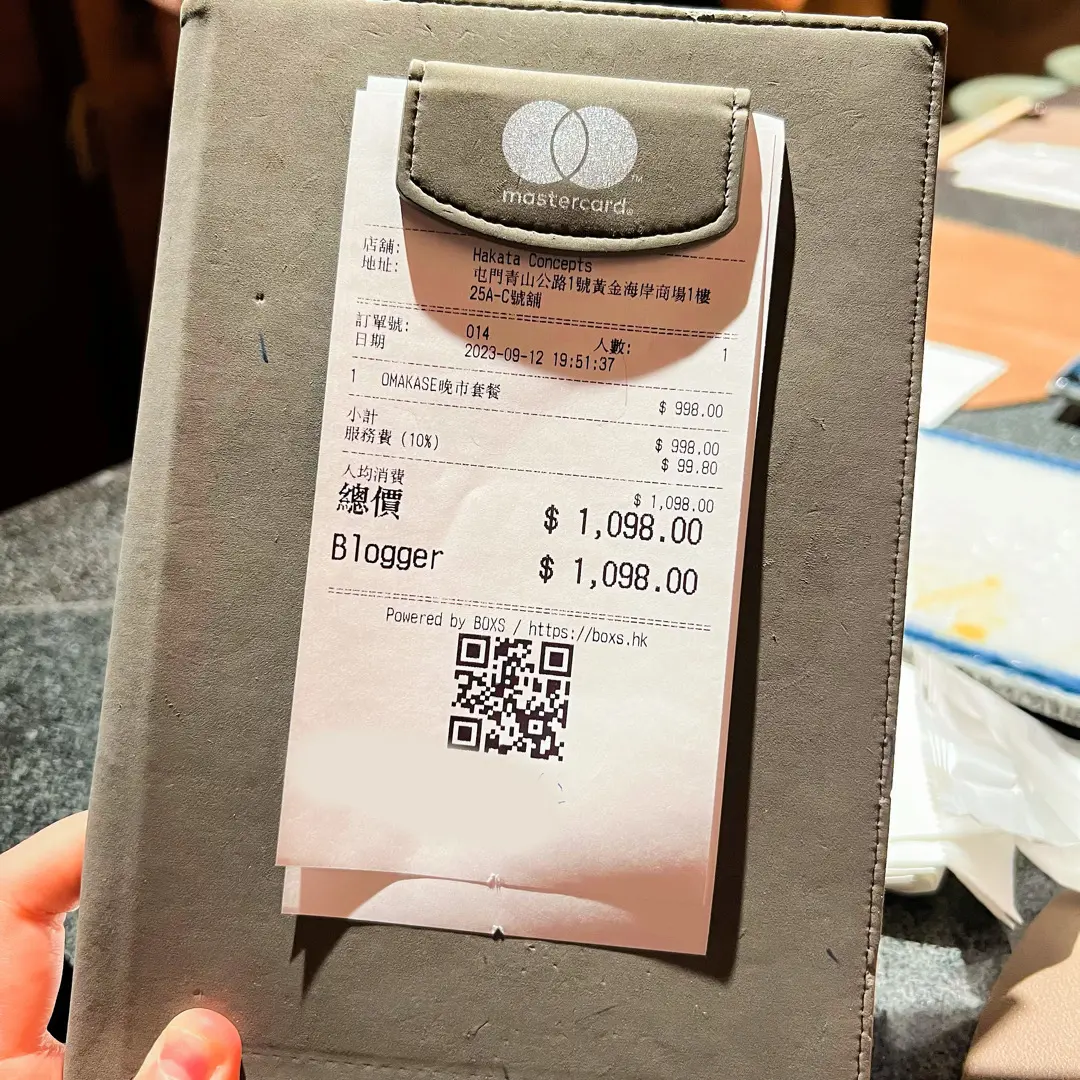 mastercard®
店舖: Hakata Concepts
地址: 屯門青山公路1號黃金海岸商場1樓
25A-C號舖
訂單號: 014 人數: 1
日期 2023-09-12 19:51:37
1 OMAKASE晚市套餐 $ 998.00
小計 $ 998.00
服務費 (10%) $ 99.80
人均消費 $ 1,098.00
總價 $ 1,098.00
Blogger $ 1,098.00
Powered by BOXS / https://boxs.hk